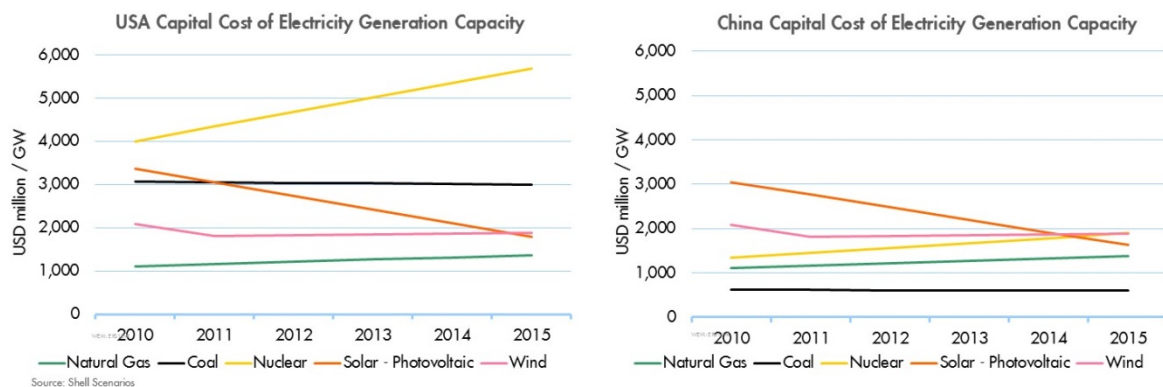 USA Capital Cost of Electricity Generation Capacity
USD million / GW
6,000
5,000
4,000
3,000
2,000
1,000
0
2010 2011 2012 2013 2014 2015
Natural Gas Coal Nuclear Solar - Photovoltaic Wind
Source: Shell Scenarios
China Capital Cost of Electricity Generation Capacity
USD million / GW
6,000
5,000
4,000
3,000
2,000
1,000
0
2010 2011 2012 2013 2014 2015
Natural Gas Coal Nuclear Solar - Photovoltaic Wind